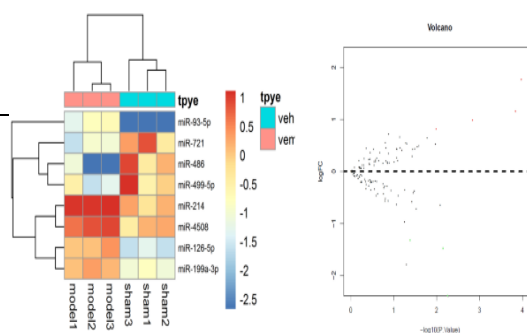 Volcano
tpye
tpye
veh
verr
miR-93-5p
miR-721
miR-486
miR-499-5p
miR-214
miR-4508
miR-126-5p
miR-199a-3p
1
0.5
0
-0.5
-1
-1.5
-2
-2.5
model1
model2
model3
sham3
sham1
sham2
logFC
2
1
0
-1
-2
0
1
2
3
4
-log10(P.Value)